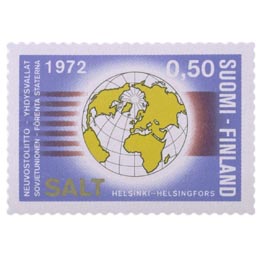 NEUVOSTOLIITTO - YHDYSVALLAT
SOVJETUNIONEN - FÖRENTA STATERNA
1972
0,50
SUOMI - FINLAND
SALT
HELSINKI - HELSINGFORS